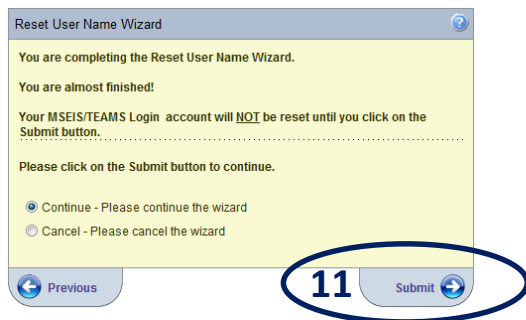 Reset User Name Wizard
?
You are completing the Reset User Name Wizard.
You are almost finished!
Your MSEIS/TEAMS Login account will NOT be reset until you click on the
Submit button.
Please click on the Submit button to continue.
Continue - Please continue the wizard
Cancel - Please cancel the wizard
Previous
11
Submit